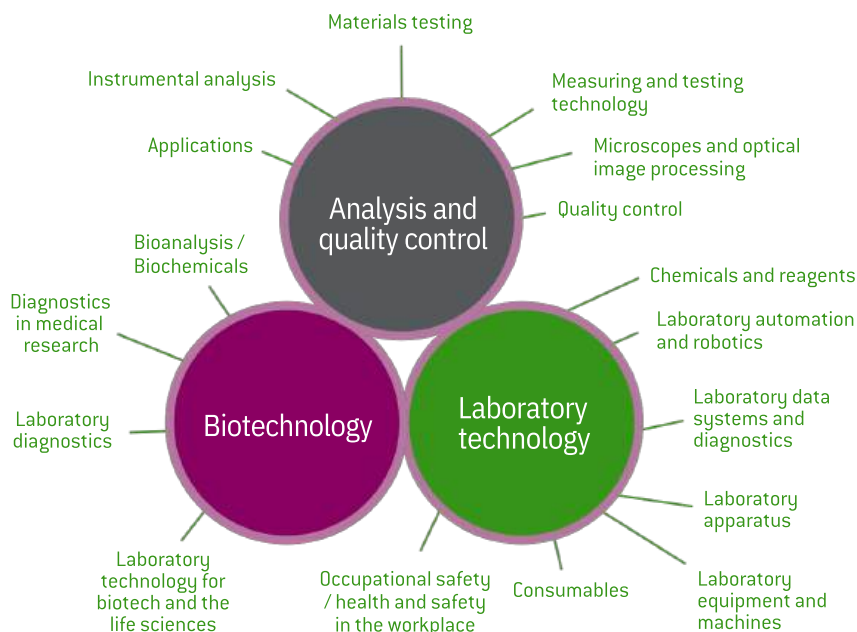 Materials testing
Instrumental analysis
Measuring and testing
technology
Applications
Microscopes and optical
image processing
Analysis and
quality control
Quality control
Bioanalysis /
Biochemicals
Chemicals and reagents
Diagnostics
in medical
research
Laboratory automation
and robotics
Biotechnology
Laboratory
technology
Laboratory data
systems and
diagnostics
Laboratory
diagnostics
Laboratory
apparatus
Laboratory
technology for
biotech and the
life sciences
Occupational safety
/ health and safety
in the workplace
Consumables
Laboratory
equipment and
machines